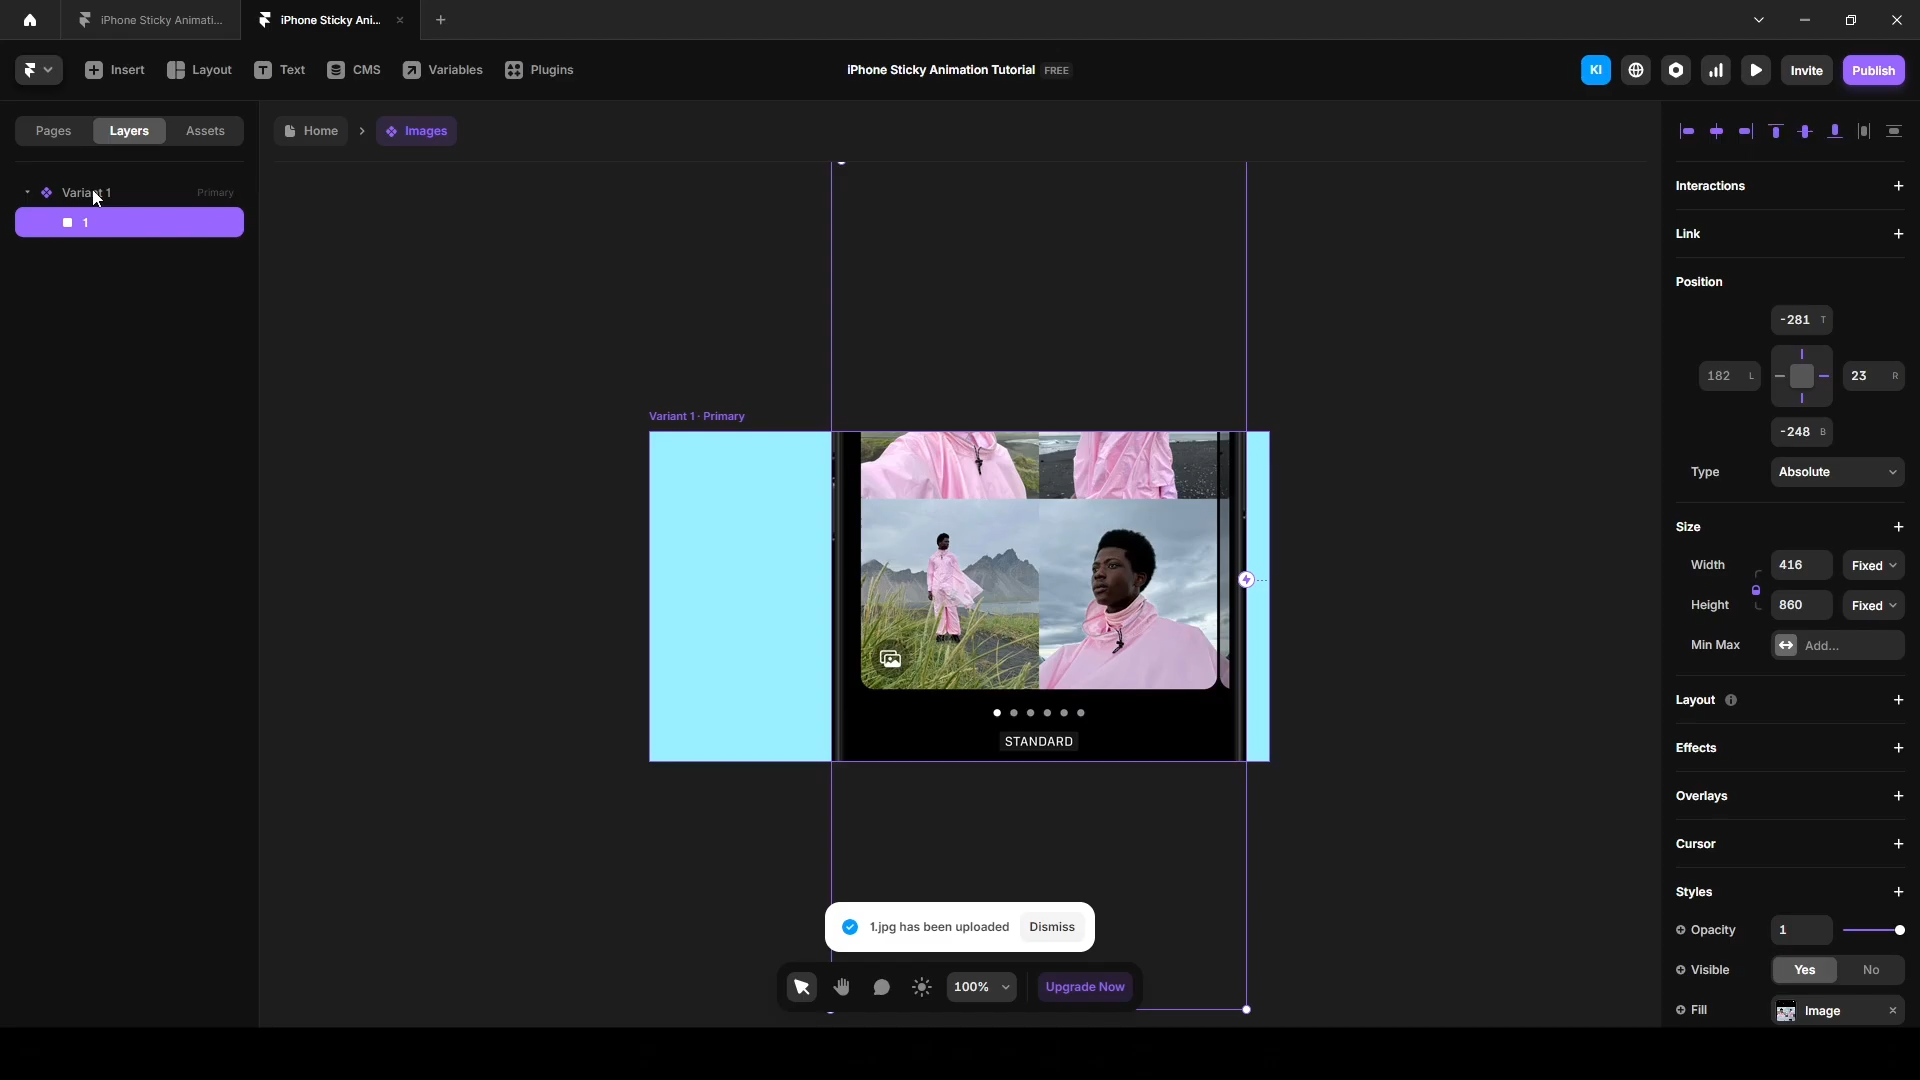 iPhone Sticky Animati...
iPhone Sticky Ani...
Insert
Layout
Text
CMS
Variables
Plugins
iPhone Sticky Animation Tutorial FREE
KI
Invite
Publish
Pages
Layers
Assets
Home
Images
Variant 1
Primary
1
Variant 1 · Primary
STANDARD
1.jpg has been uploaded
Dismiss
100%
Upgrade Now
Interactions
Link
Position
-281 T
182 L
23 R
-248 B
Type
Absolute
Size
Width
416
Fixed
Height
860
Fixed
Min Max
Add...
Layout
Effects
Overlays
Cursor
Styles
Opacity
1
Visible
Yes
No
Fill
Image